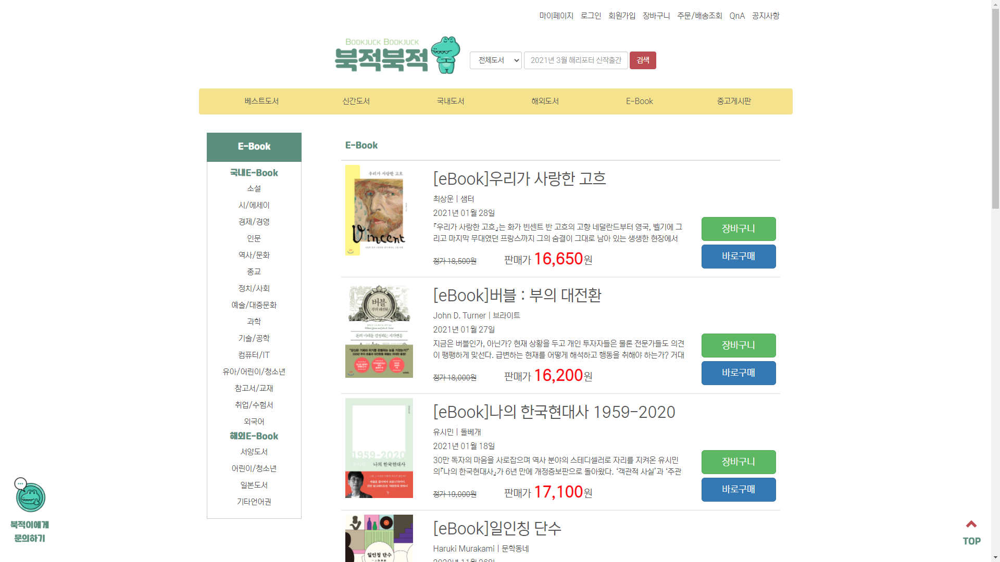 마이페이지 로그인 회원가입 장바구니 주문/배송조회 QnA 공지사항
BOOKJUCK BOOKJUCK
북적북적
전체도서 2021년 3월 해리포터 신작출간 검색
베스트도서 신간도서 국내도서 해외도서 E-Book 중고게시판
E-Book
국내E-Book
소설
시/에세이
경제/경영
인문
역사/문화
종교
정치/사회
예술/대중문화
과학
기술/공학
컴퓨터/IT
유아/어린이/청소년
참고서/교재
취업/수험서
외국어
해외E-Book
서양도서
어린이/청소년
일본도서
기타언어권
E-Book
우리가 사랑한 고흐
Vincent
[eBook]우리가 사랑한 고흐
최상운 | 샘터
2021년 01월 28일
『우리가 사랑한 고흐』는 화가 빈센트 반 고흐의 고향 네덜란드부터 영국, 벨기에 그
리고 마지막 무대였던 프랑스까지 그의 숨결이 그대로 남아 있는 생생한 현장에서
정가 18,500원 판매가 16,650원
장바구니
바로구매
버블
부의 대전환
돈의 미래를 결정하는 지각변동
[eBook]버블 : 부의 대전환
John D. Turner | 브라이트
2021년 01월 27일
지금은 버블인가, 아닌가? 현재 상황을 두고 개인 투자자들은 물론 전문가들도 의견
이 팽팽하게 맞선다. 급변하는 현재를 어떻게 해석하고 행동을 취해야 하는가? 거대
정가 18,000원 판매가 16,200원
장바구니
바로구매
1959-2020
유시민 나의 한국현대사
[eBook]나의 한국현대사 1959-2020
유시민 | 돌베개
2021년 01월 18일
30만 독자의 마음을 사로잡으며 역사 분야의 스테디셀러로 자리를 지켜온 유시민
의『나의 한국현대사』가 6년 만에 개정증보판으로 돌아왔다. ‘객관적 사실’과 ‘주관
정가 19,000원 판매가 17,100원
장바구니
바로구매
일인칭 단수
[eBook]일인칭 단수
Haruki Murakami | 문학동네
2020년 11월 26일
북적이에게
문의하기
TOP